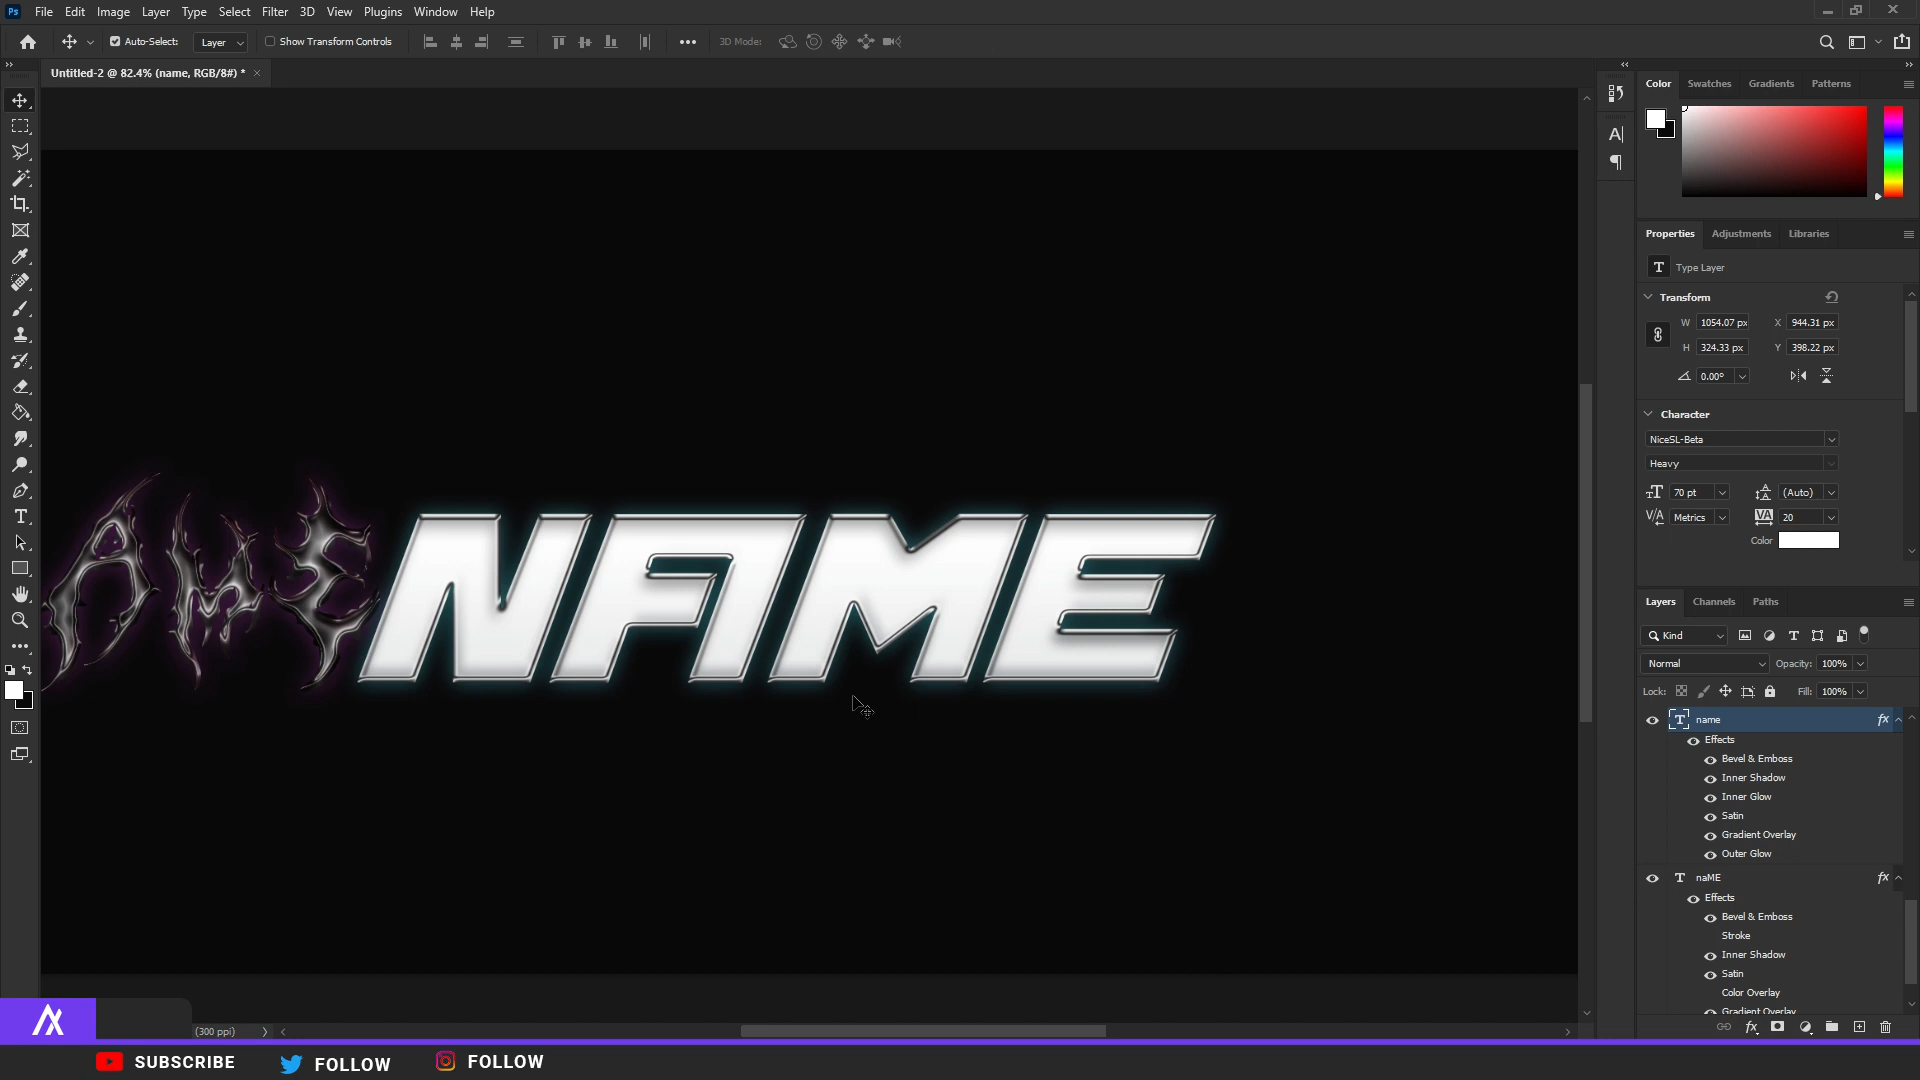 File Edit Image Layer Type Select Filter 3D View Plugins Window Help
Auto-Select: Layer Show Transform Controls 3D Mode:
Untitled-2 @ 82.4% (name, RGB/8#) *
Color Swatches Gradients Patterns
Properties Adjustments Libraries
Type Layer
Transform
W 1054.07 px X 944.31 px
H 324.33 px Y 398.22 px
0.00°
Character
NiceSL-Beta
Heavy
70 pt (Auto)
Metrics 20
Color
AME NAME
Layers Channels Paths
Kind
Normal Opacity: 100%
Lock: Fill: 100%
name fx
Effects
Bevel & Emboss
Inner Shadow
Inner Glow
Satin
Gradient Overlay
Outer Glow
naME fx
Effects
Bevel & Emboss
Stroke
Inner Shadow
Satin
Color Overlay
Gradient Overlay
(300 ppi)
SUBSCRIBE FOLLOW FOLLOW